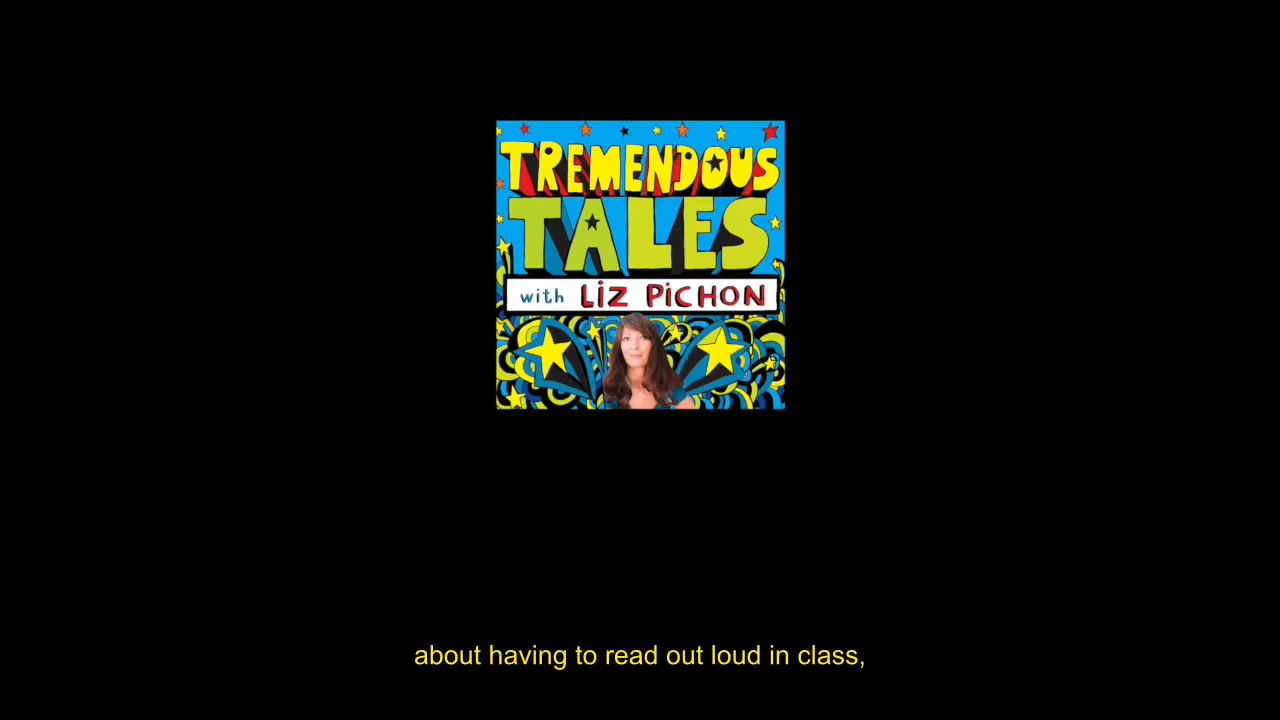 TREMENDOUS
TALES
with LiZ PiCHON
about having to read out loud in class,